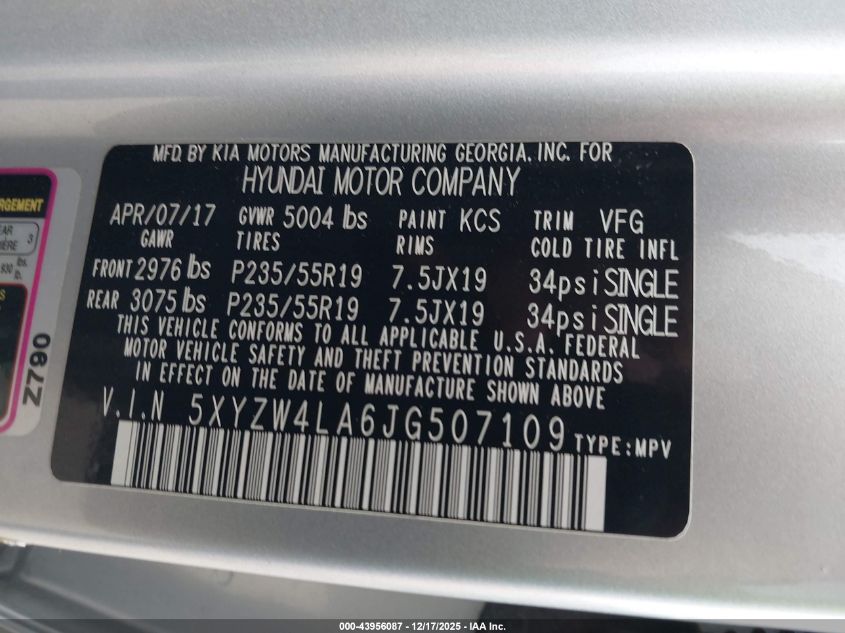 MFD. BY KIA MOTORS MANUFACTURING GEORGIA, INC. FOR
HYUNDAI MOTOR COMPANY
APR/07/17 GVWR 5004 lbs PAINT KCS TRIM VFG
GAWR TIRES RIMS COLD TIRE INFL
FRONT 2976 lbs P235/55R19 7.5JX19 34psi SINGLE
REAR 3075 lbs P235/55R19 7.5JX19 34psi SINGLE
THIS VEHICLE CONFORMS TO ALL APPLICABLE U.S.A. FEDERAL
MOTOR VEHICLE SAFETY AND THEFT PREVENTION STANDARDS
IN EFFECT ON THE DATE OF MANUFACTURE SHOWN ABOVE
V.I.N 5XYZW4LA6JG507109 TYPE:MPV
3
lbs.
Z790
000-43956087 - 12/17/2025 - IAA Inc.